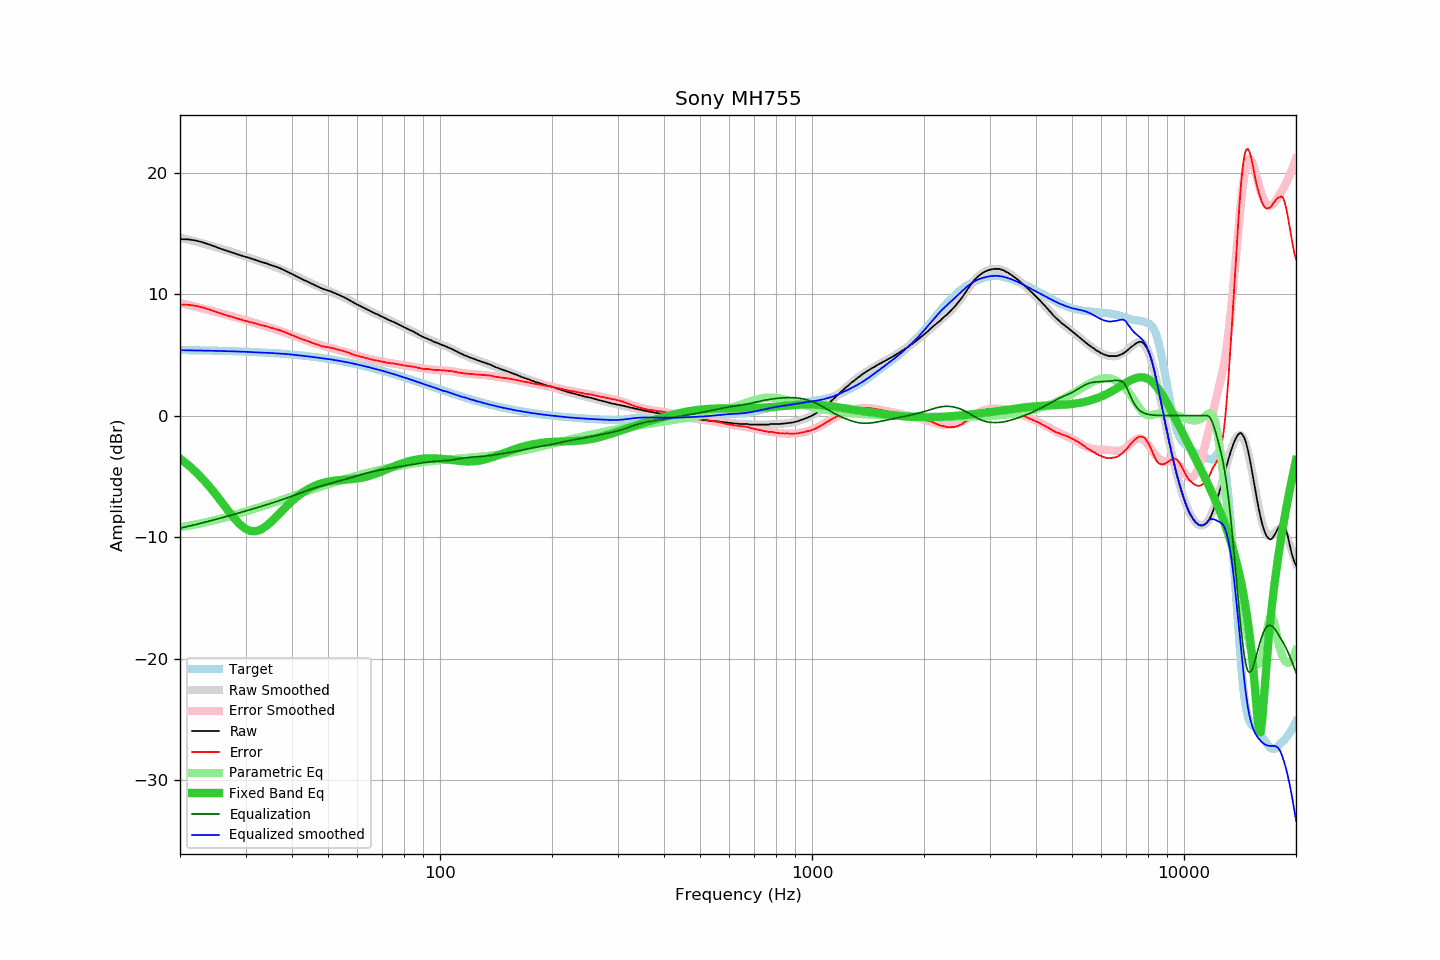 Sony MH755
20
10
0
−10
−20
−30
Amplitude (dBr)
100
1000
10000
Frequency (Hz)
Target
Raw Smoothed
Error Smoothed
Raw
Error
Parametric Eq
Fixed Band Eq
Equalization
Equalized smoothed